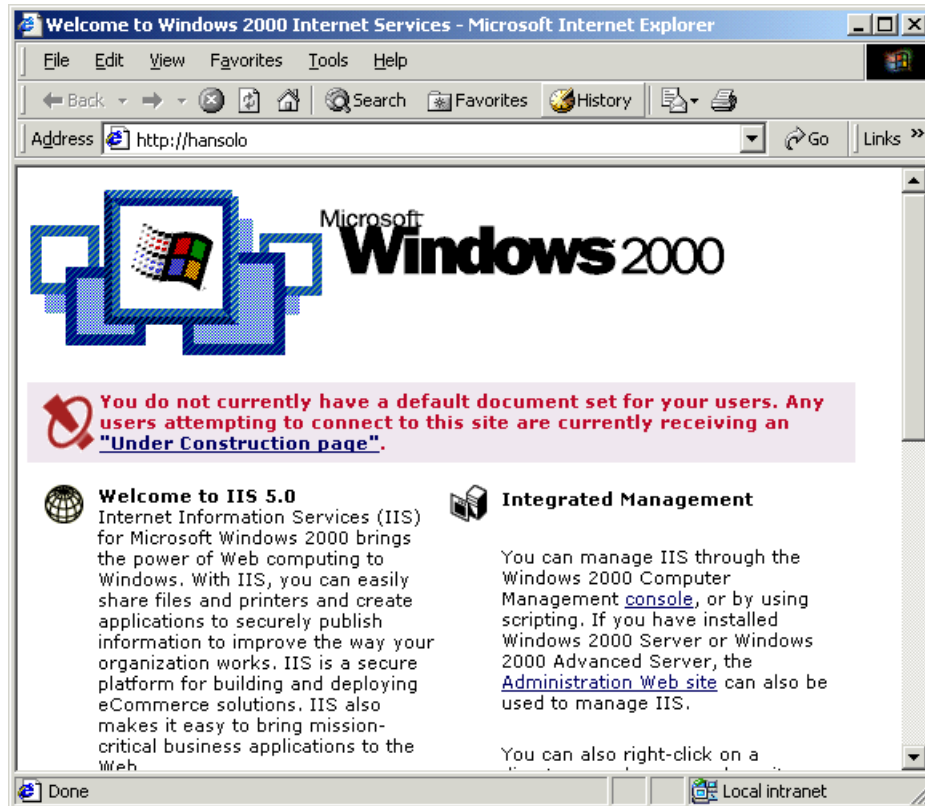 Welcome to Windows 2000 Internet Services - Microsoft Internet Explorer
File Edit View Favorites Tools Help
Back Search Favorites History
Address http://hansolo Go Links »
Microsoft
Windows 2000
You do not currently have a default document set for your users. Any
users attempting to connect to this site are currently receiving an
"Under Construction page".
Welcome to IIS 5.0
Internet Information Services (IIS)
for Microsoft Windows 2000 brings
the power of Web computing to
Windows. With IIS, you can easily
share files and printers and create
applications to securely publish
information to improve the way your
organization works. IIS is a secure
platform for building and deploying
eCommerce solutions. IIS also
makes it easy to bring mission-
critical business applications to the
Web
Integrated Management
You can manage IIS through the
Windows 2000 Computer
Management console, or by using
scripting. If you have installed
Windows 2000 Server or Windows
2000 Advanced Server, the
Administration Web site can also be
used to manage IIS.
You can also right-click on a
Done
Local intranet